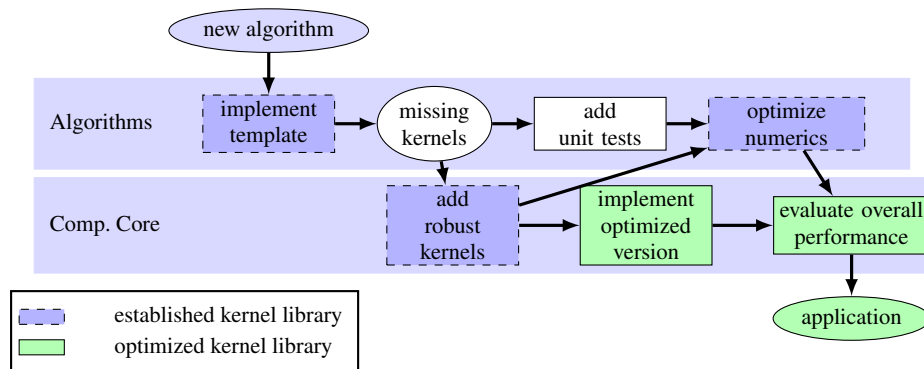 new algorithm
Algorithms
implement
template
missing
kernels
add
unit tests
optimize
numerics
Comp. Core
add
robust
kernels
implement
optimized
version
evaluate overall
performance
established kernel library
optimized kernel library
application